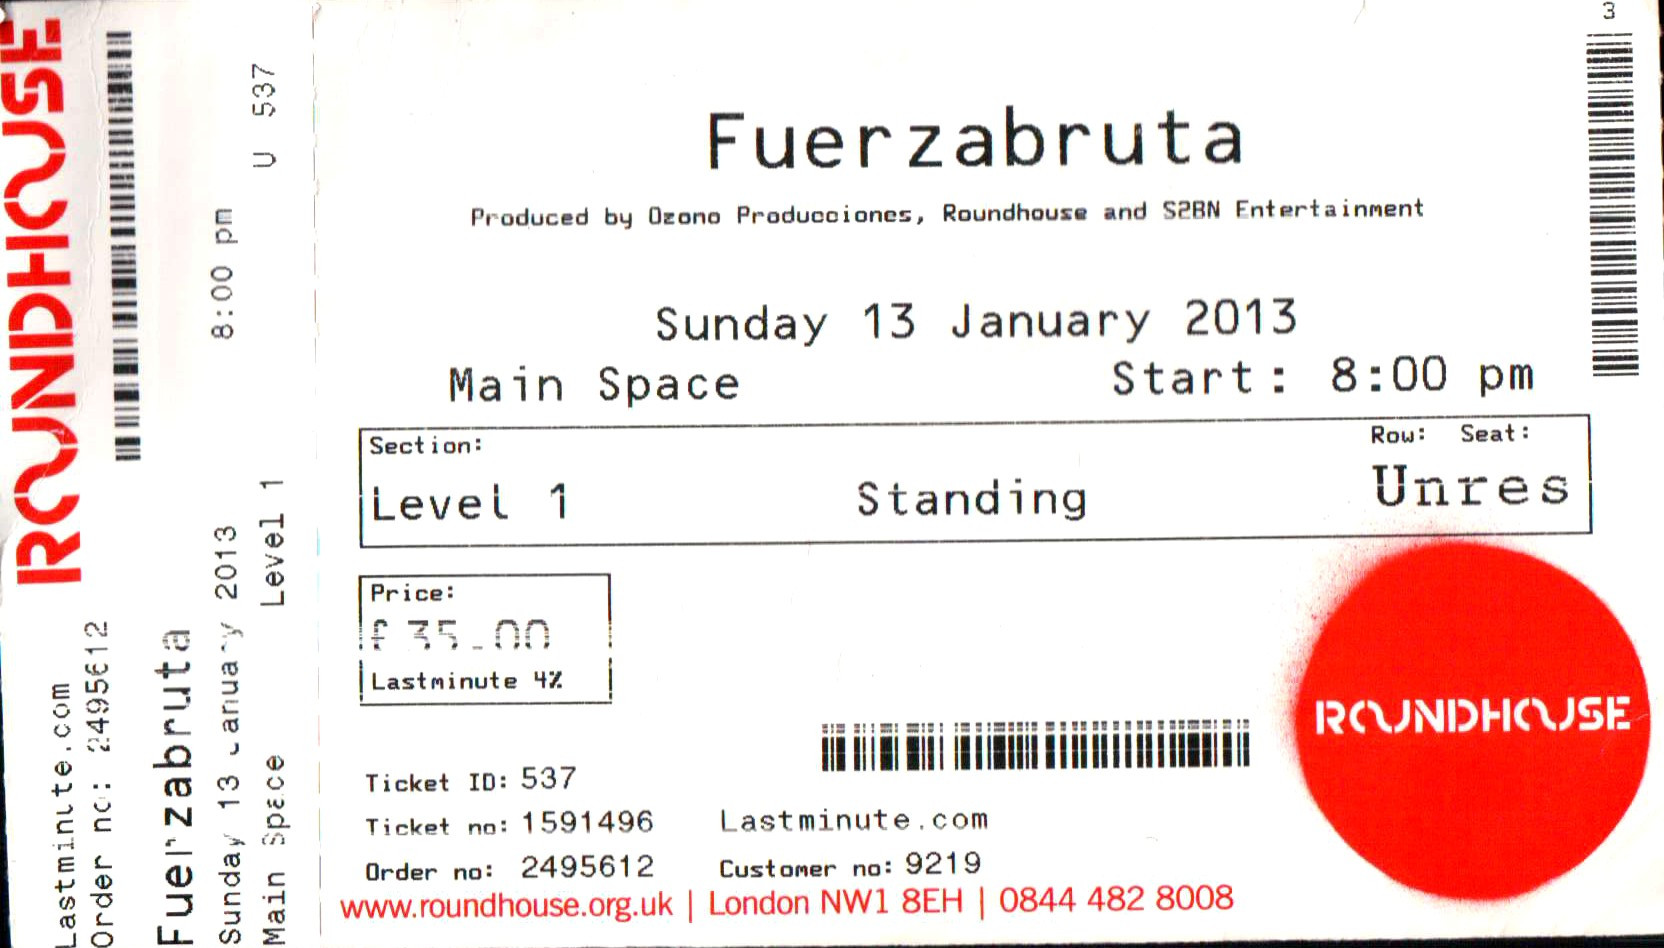 ROUNDHOUSE
Lastminute.com
Order no: 2495612
Fuerzabruta
Sunday 13 January 2013 8:00 pm
Main Space Level 1 U 537
3
Fuerzabruta
Produced by Ozono Producciones, Roundhouse and S2BN Entertainment
Sunday 13 January 2013
Main Space Start: 8:00 pm
Section: Row: Seat:
Level 1 Standing Unres
Price:
£35.00
Lastminute 4%
ROUNDHOUSE
Ticket ID: 537
Ticket no: 1591496 Lastminute.com
Order no: 2495612 Customer no: 9219
www.roundhouse.org.uk | London NW1 8EH | 0844 482 8008